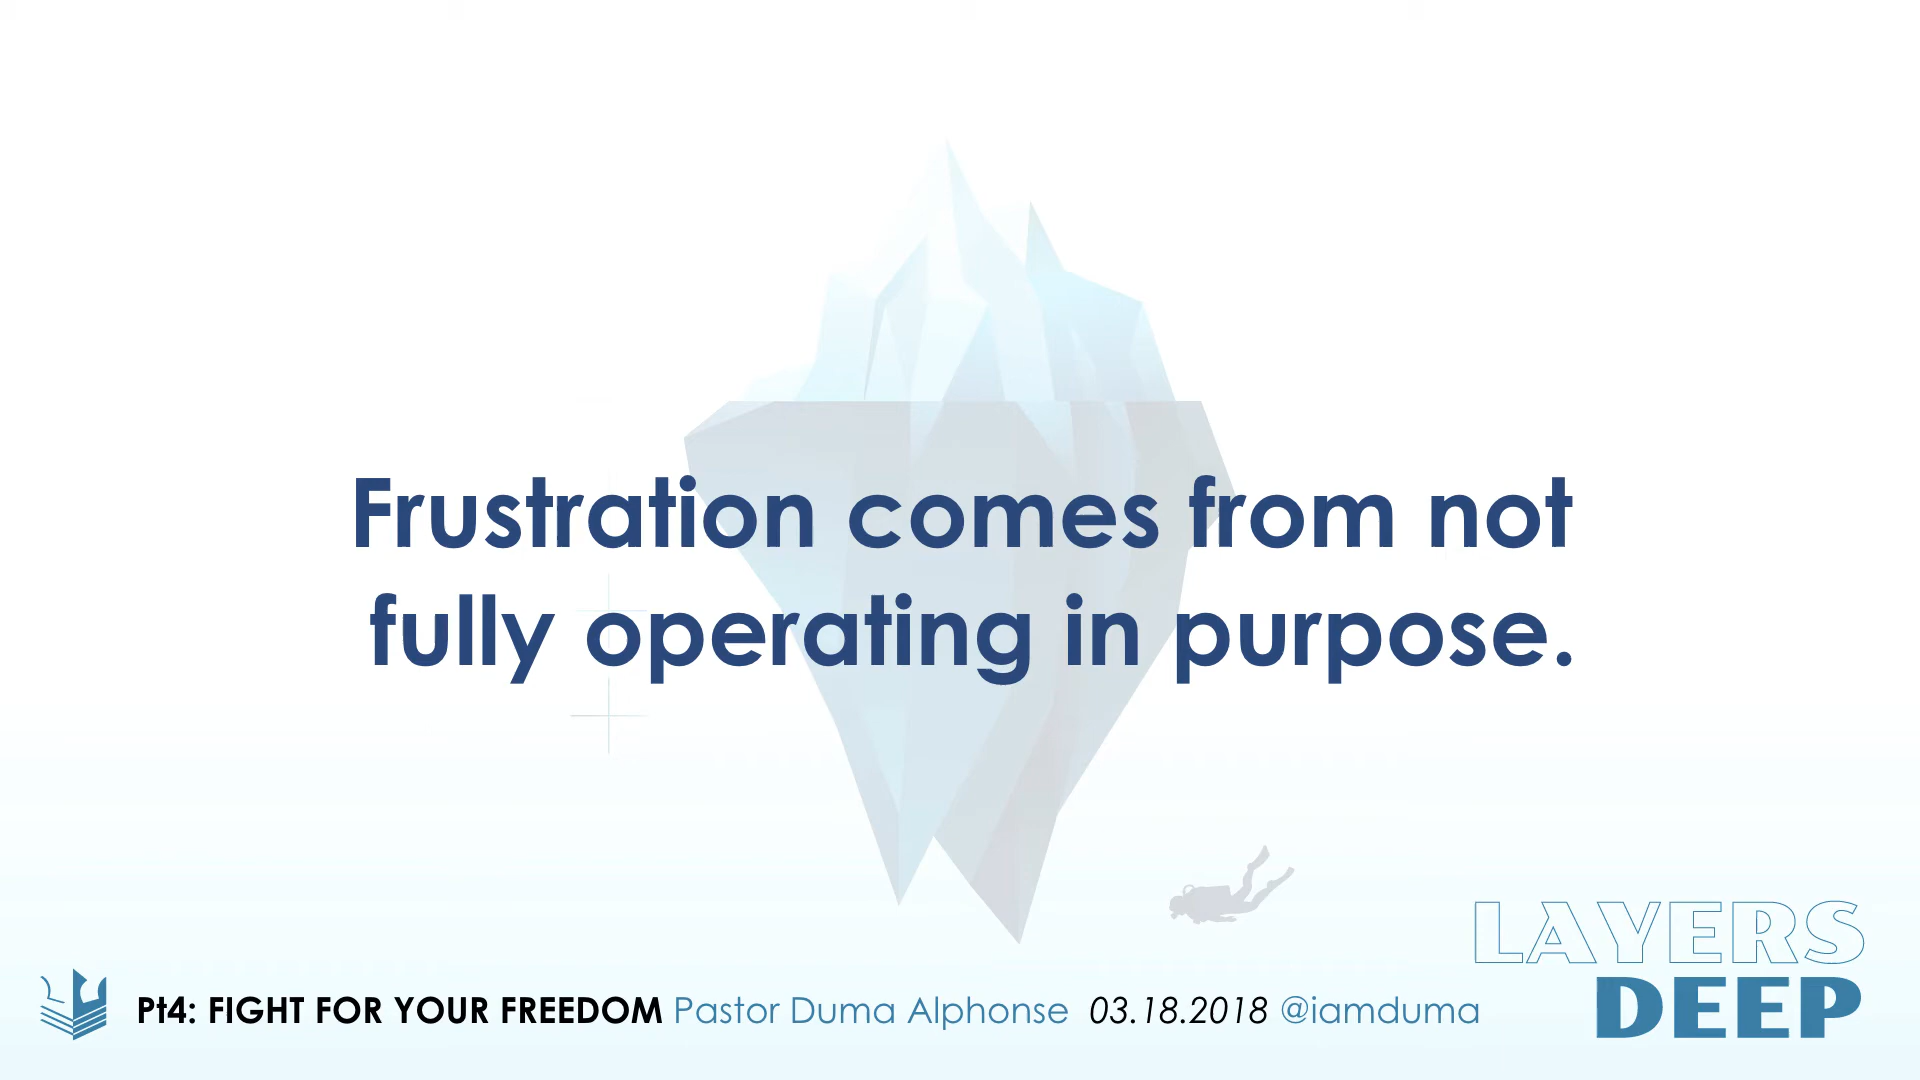 Frustration comes from not
fully operating in purpose.
Pt4: FIGHT FOR YOUR FREEDOM Pastor Duma Alphonse 03.18.2018 @iamduma
LAYERS
DEEP